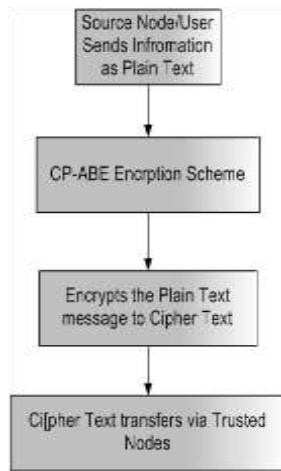 Source Node/User
Sends Infromation
as Plain Text
CP-ABE Encrption Scheme
Encrypts the Plain Text
message to Cipher Text
Ci[pher Text transfers via Trusted
Nodes